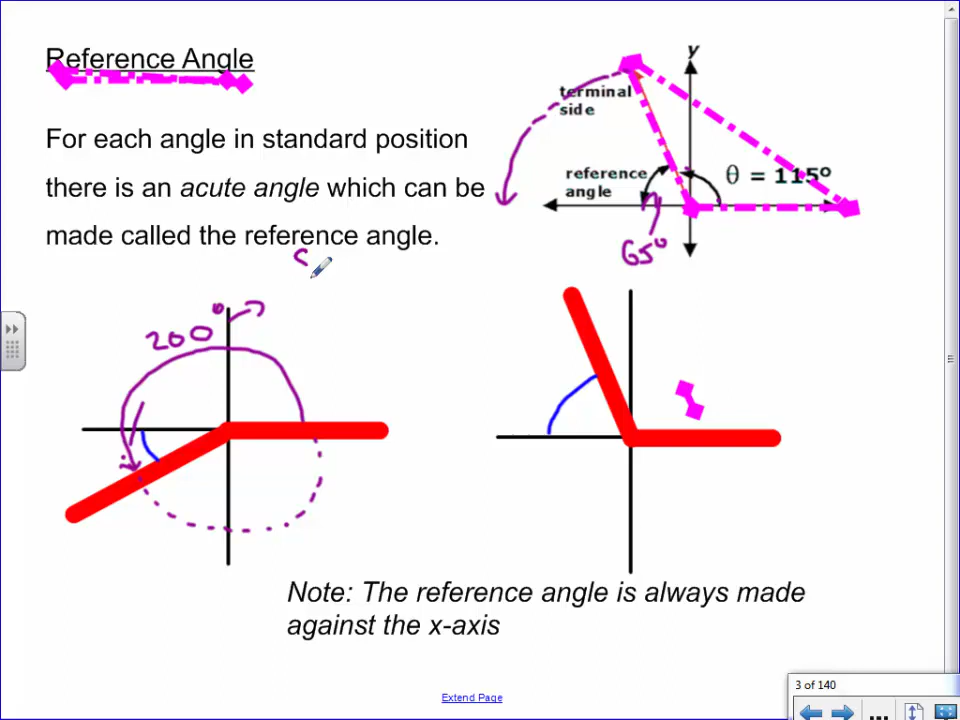 Reference Angle
For each angle in standard position
there is an acute angle which can be
made called the reference angle.
y
terminal
side
reference
angle
θ = 115º
65°
200°
Note: The reference angle is always made
against the x-axis
Extend Page
3 of 140